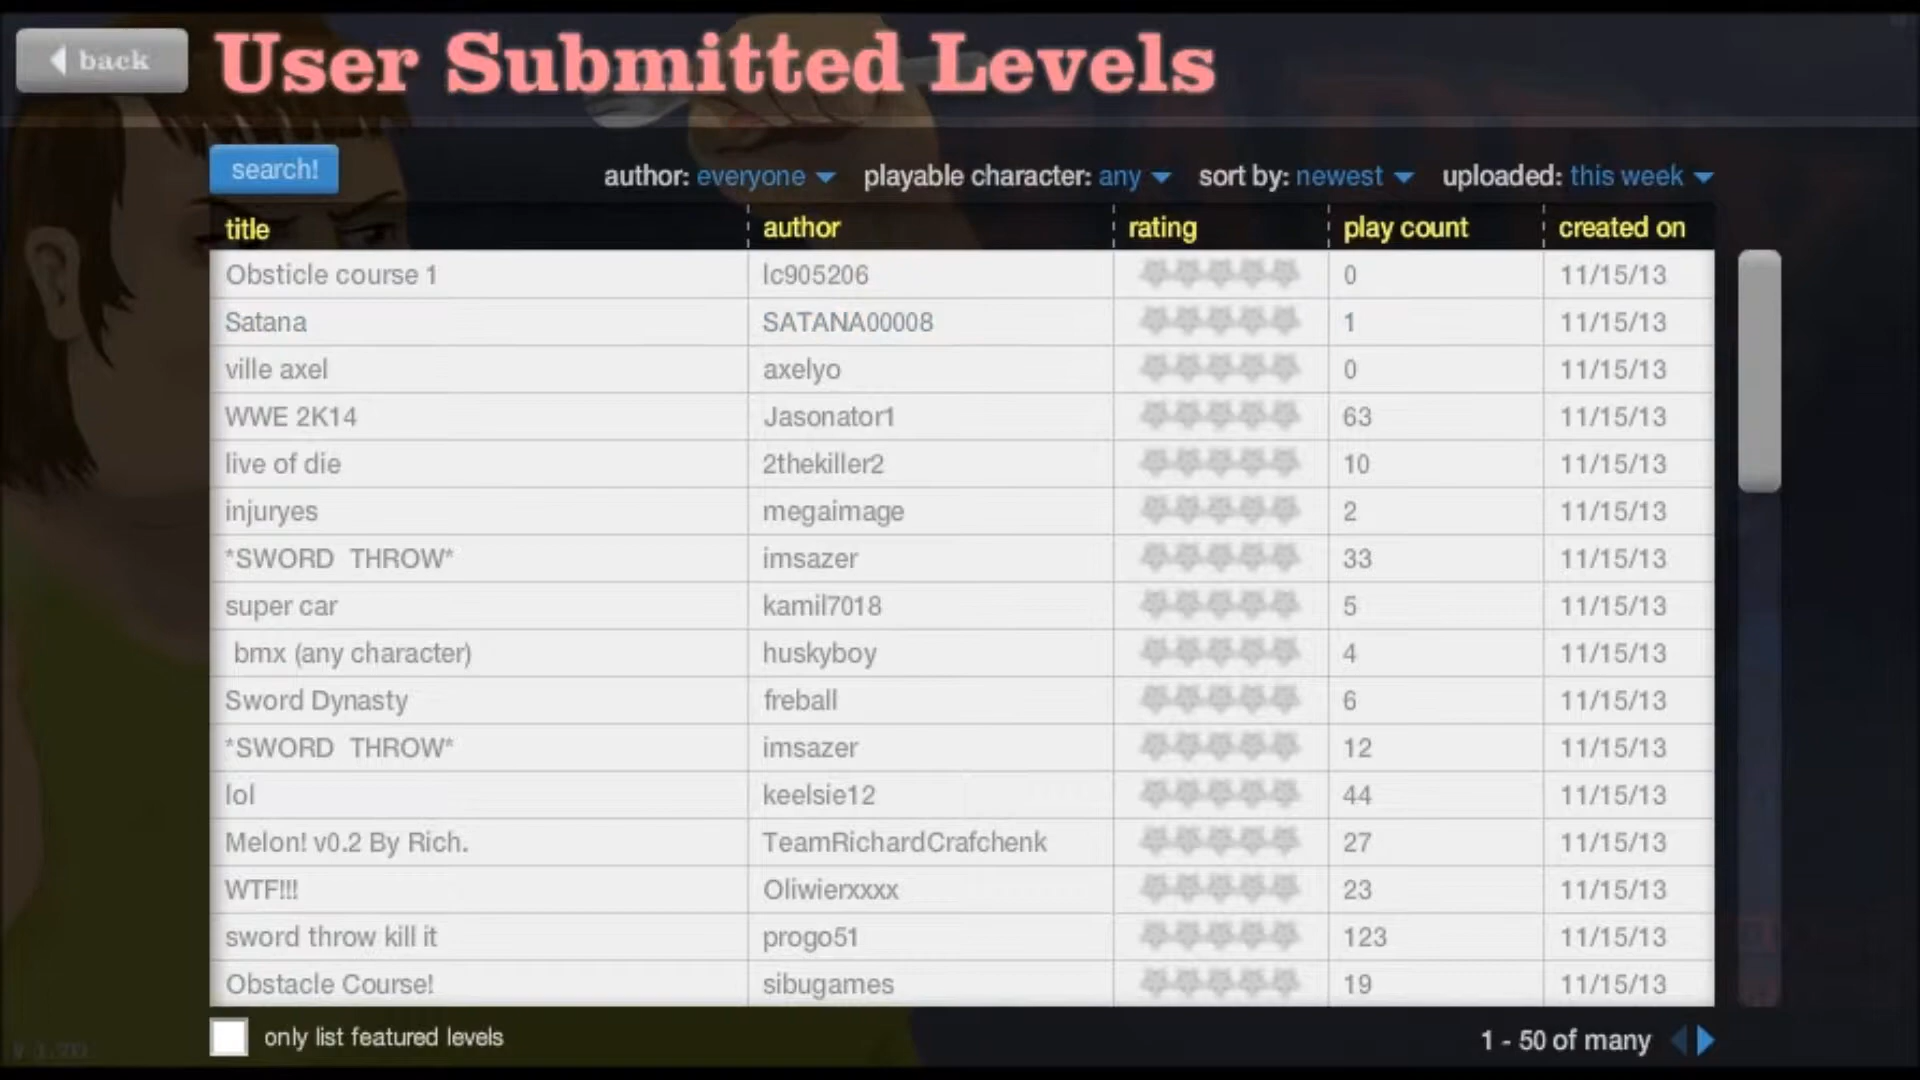 back
User Submitted Levels
search!
author: everyone playable character: any sort by: newest uploaded: this week
title author rating play count created on
Obsticle course 1 lc905206 0 11/15/13
Satana SATANA00008 1 11/15/13
ville axel axelyo 0 11/15/13
WWE 2K14 Jasonator1 63 11/15/13
live of die 2thekiller2 10 11/15/13
injuryes megaimage 2 11/15/13
*SWORD THROW* imsazer 33 11/15/13
super car kamil7018 5 11/15/13
bmx (any character) huskyboy 4 11/15/13
Sword Dynasty freball 6 11/15/13
*SWORD THROW* imsazer 12 11/15/13
lol keelsie12 44 11/15/13
Melon! v0.2 By Rich. TeamRichardCrafchenk 27 11/15/13
WTF!!! Oliwierxxxx 23 11/15/13
sword throw kill it progo51 123 11/15/13
Obstacle Course! sibugames 19 11/15/13
only list featured levels
1 - 50 of many